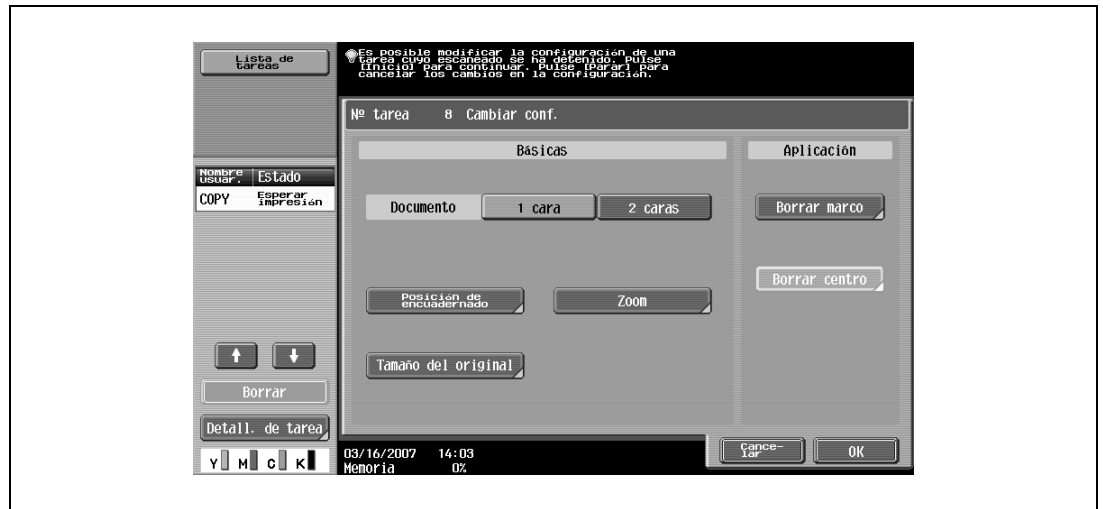 Lista de
tareas
Es posible modificar la configuración de una
tarea cuyo escaneado se ha detenido. Pulse
[Inicio] para continuar. Pulse [Parar] para
cancelar los cambios en la configuración.
Nº tarea 8 Cambiar conf.
Básicas
Aplicación
Nombre
usuar.
Estado
COPY
Esperar
impresión
Documento
1 cara
2 caras
Borrar marco
Borrar centro
Posición de
encuadernado
Zoom
Tamaño del original
Borrar
Detall. de tarea
Y M C K
03/16/2007 14:03
Memoria 0%
Cance-
lar
OK